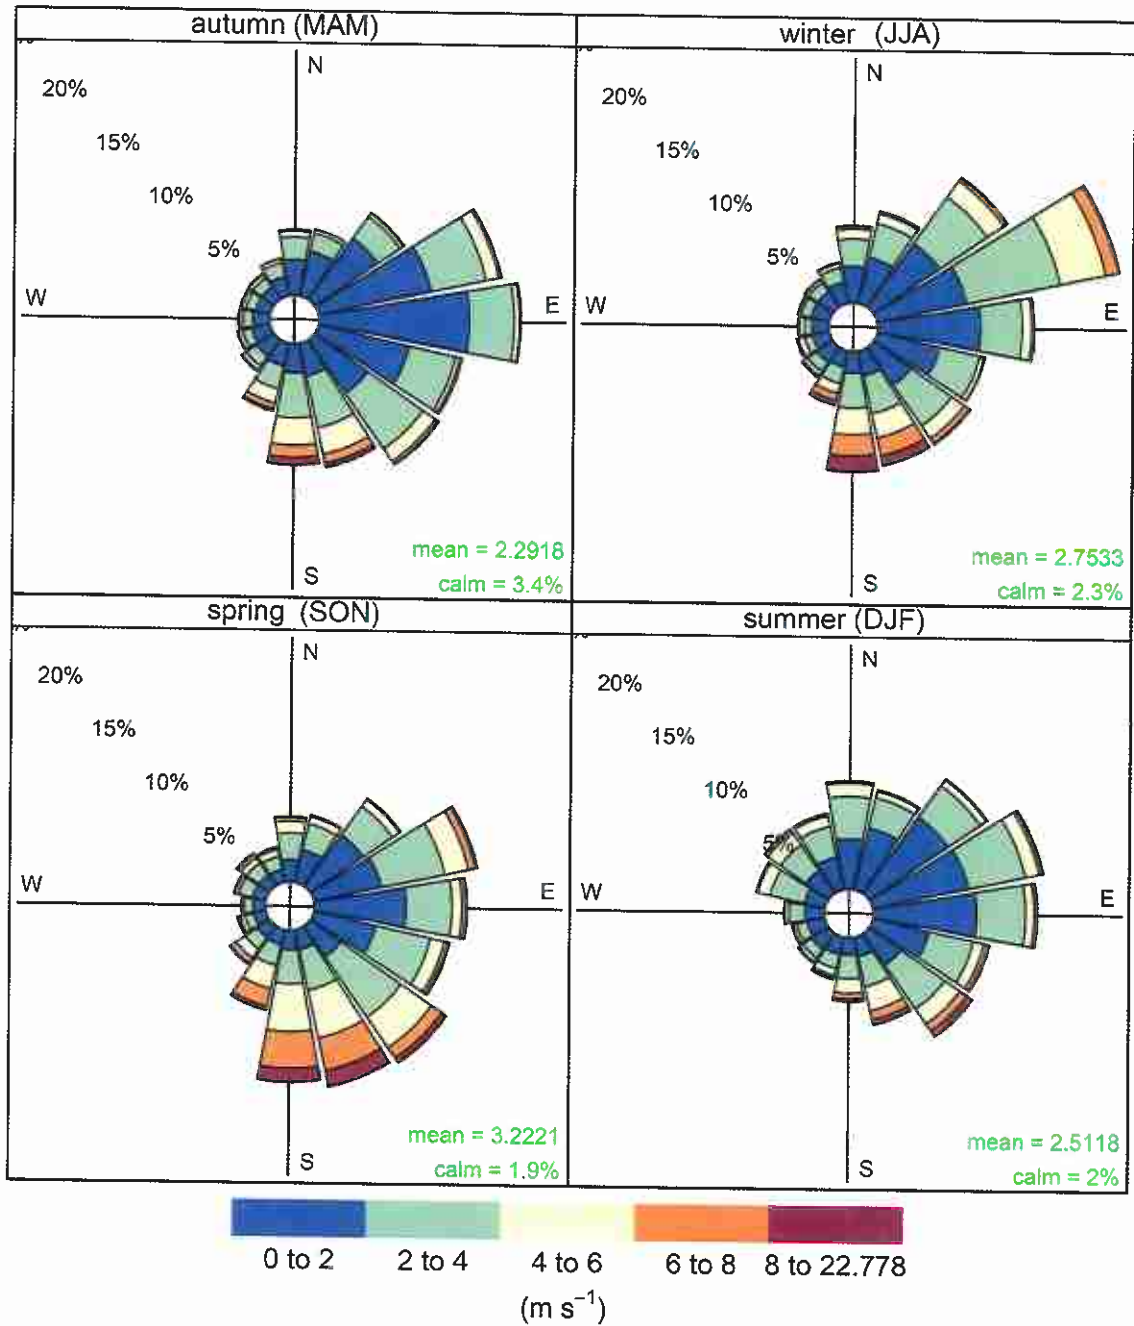 autumn (MAM)
winter (JJA)
N
20%
15%
10%
5%
W
E
S
mean = 2.2918
calm = 3.4%
N
20%
15%
10%
5%
W
E
S
mean = 2.7533
calm = 2.3%
spring (SON)
summer (DJF)
N
20%
15%
10%
5%
W
E
S
mean = 3.2221
calm = 1.9%
N
20%
15%
10%
5%
W
E
S
mean = 2.5118
calm = 2%
0 to 2
2 to 4
4 to 6
6 to 8
8 to 22.778
(m s⁻¹)